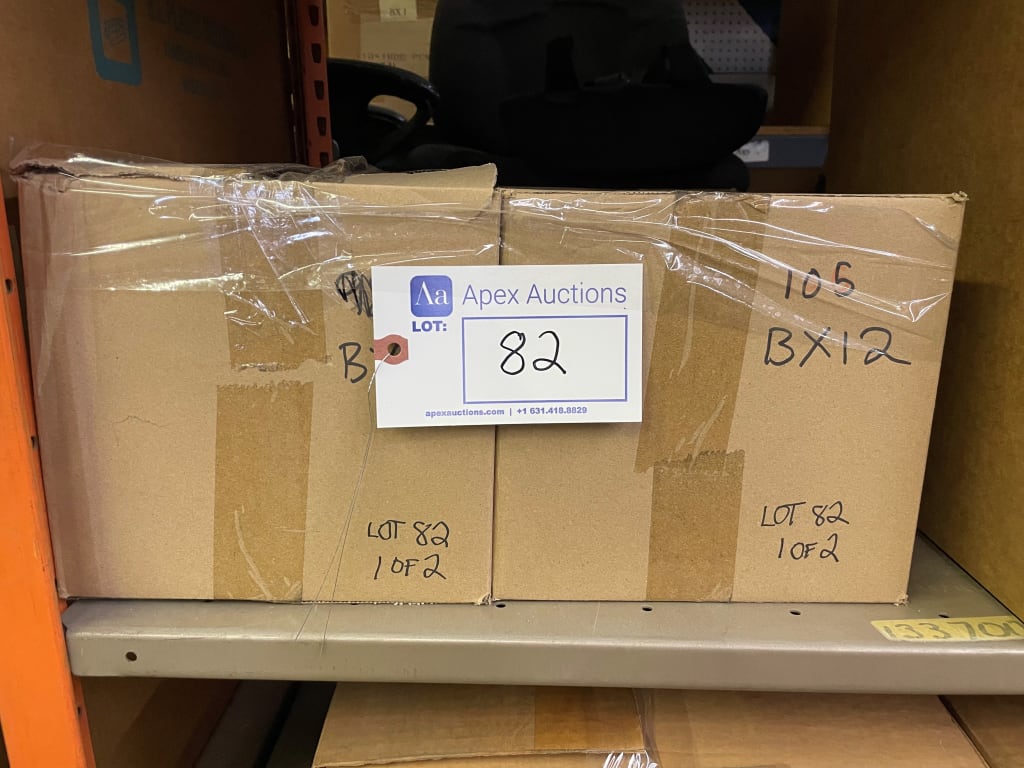 8X1
Aa Apex Auctions
LOT:
82
apexauctions.com | +1 631.418.8829
105
BX12
LOT 82
1 OF 2
LOT 82
1 OF 2